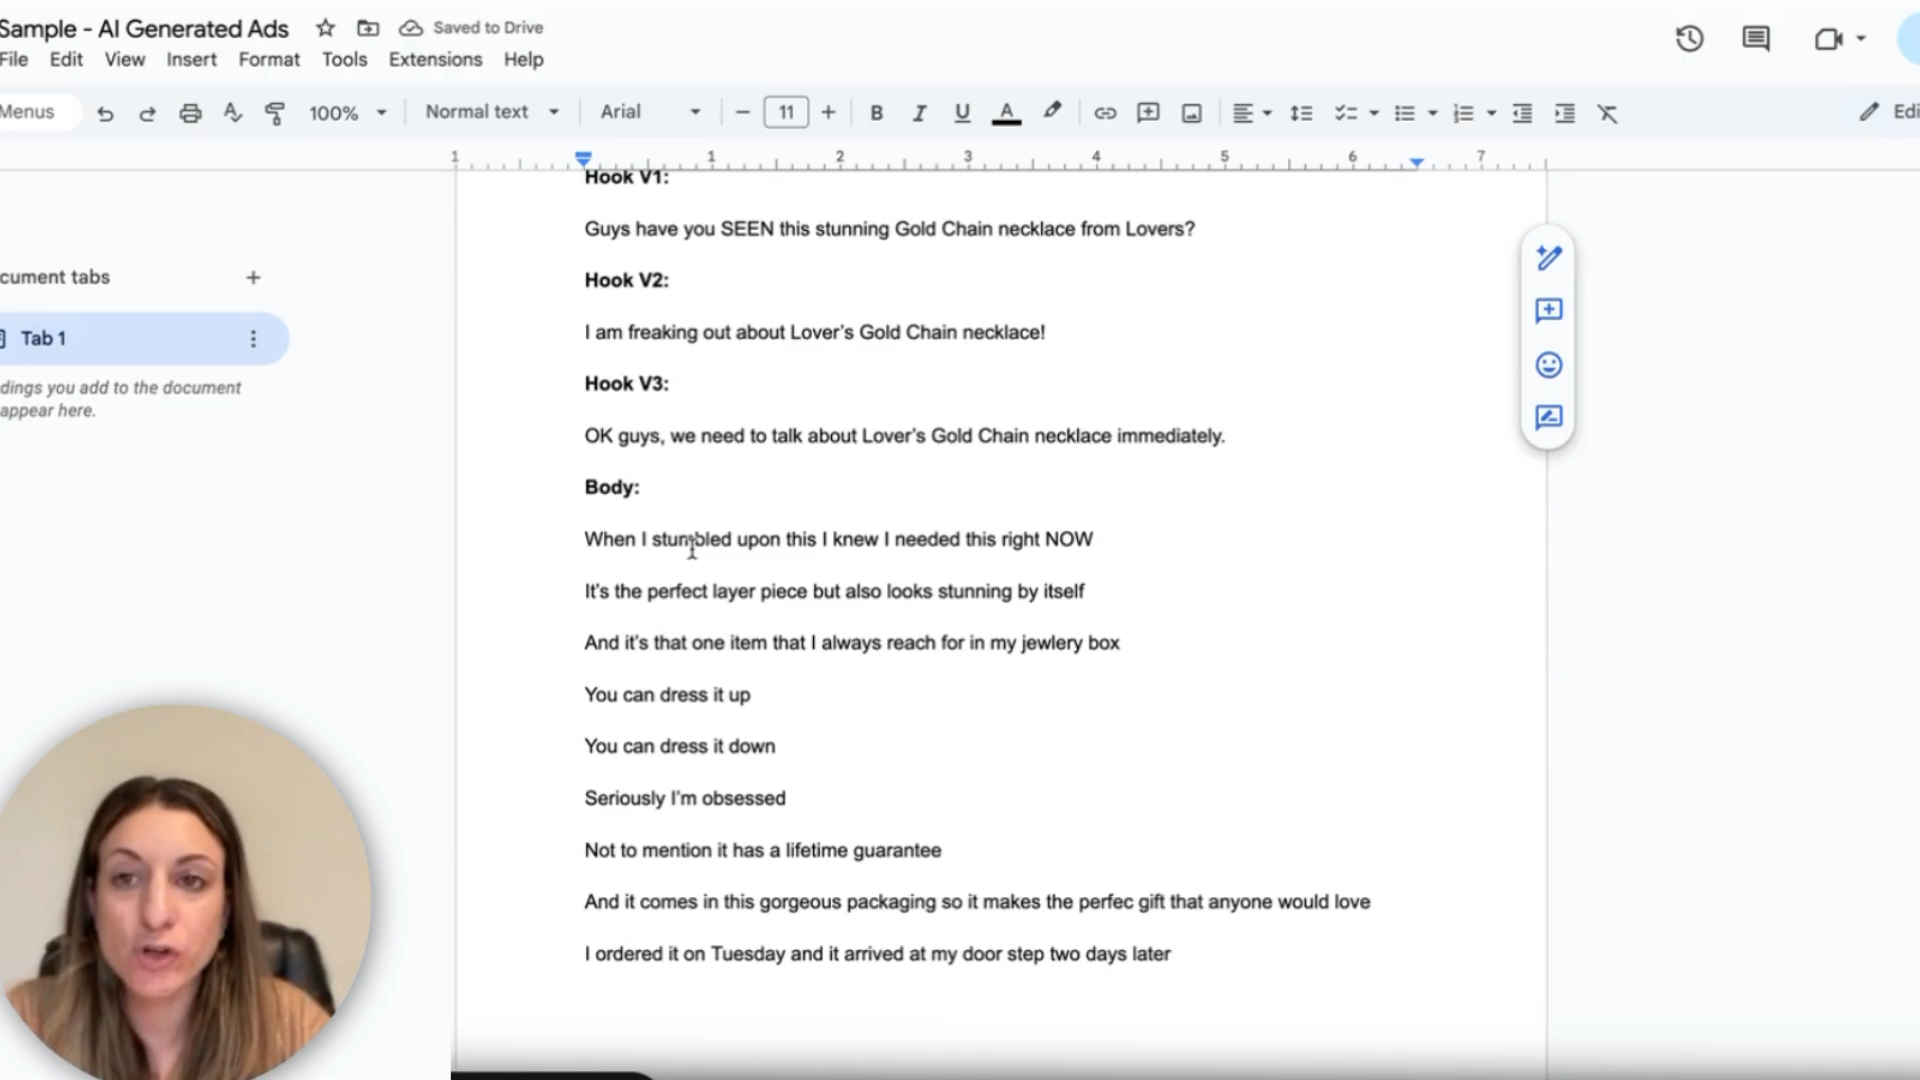 Sample - AI Generated Ads Saved to Drive
File Edit View Insert Format Tools Extensions Help
Menus 100% Normal text Arial 11 B I U A Edi
1 1 2 3 4 5 6 7
Hook V1:
Guys have you SEEN this stunning Gold Chain necklace from Lovers?
cument tabs
Hook V2:
Tab 1
I am freaking out about Lover's Gold Chain necklace!
dings you add to the document
appear here.
Hook V3:
OK guys, we need to talk about Lover's Gold Chain necklace immediately.
Body:
When I stumbled upon this I knew I needed this right NOW
It's the perfect layer piece but also looks stunning by itself
And it's that one item that I always reach for in my jewlery box
You can dress it up
You can dress it down
Seriously I'm obsessed
Not to mention it has a lifetime guarantee
And it comes in this gorgeous packaging so it makes the perfec gift that anyone would love
I ordered it on Tuesday and it arrived at my door step two days later